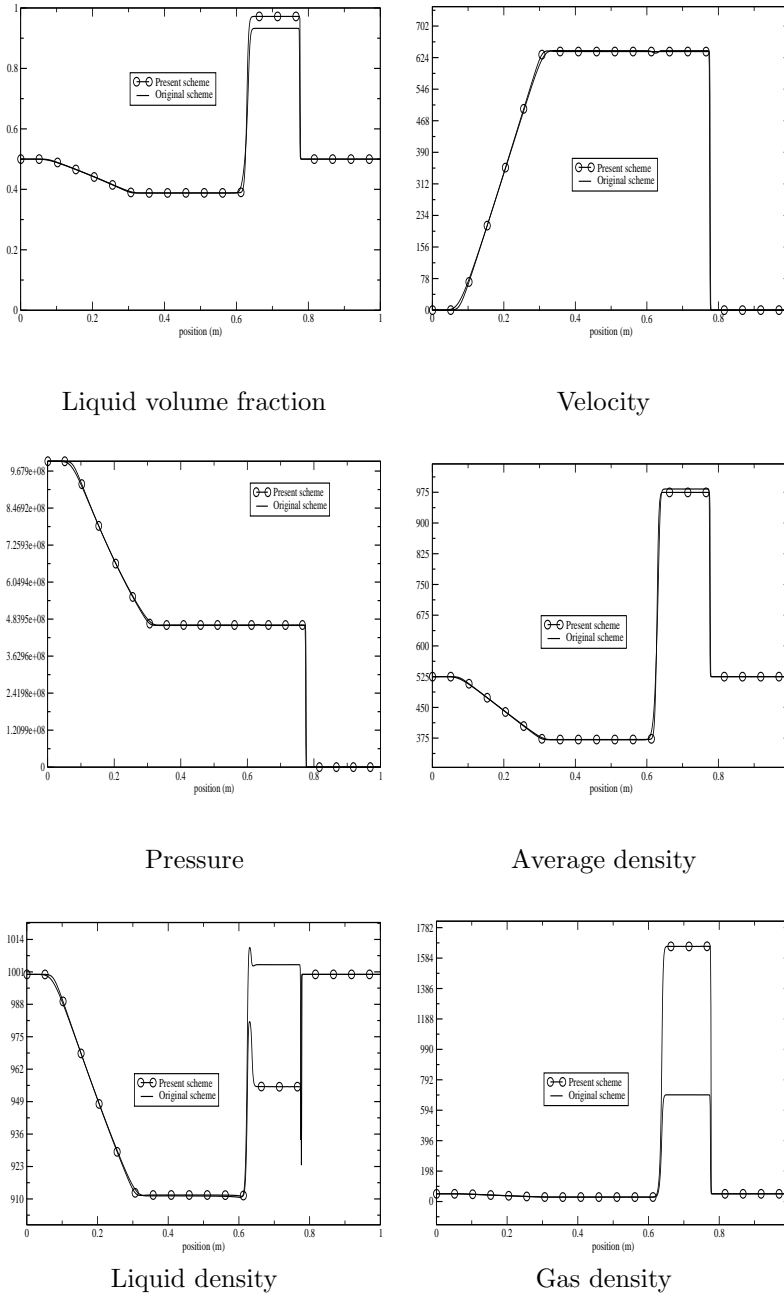 1
0.8
0.6
0.4
0.2
0
0 0.2 0.4 0.6 0.8 1
position (m)
Present scheme
Original scheme
Liquid volume fraction
702
624
546
468
390
312
234
156
78
0
0 0.2 0.4 0.6 0.8
position (m)
Present scheme
Original scheme
Velocity
9.679e+08
8.4692e+08
7.2593e+08
6.0494e+08
4.8395e+08
3.6296e+08
2.4198e+08
1.2099e+08
0
0 0.2 0.4 0.6 0.8 1
position (m)
Present scheme
Original scheme
Pressure
975
900
825
750
675
600
525
450
375
0 0.2 0.4 0.6 0.8
position (m)
Present scheme
Original scheme
Average density
1014
1001
988
975
962
949
936
923
910
0 0.2 0.4 0.6 0.8 1
position (m)
Present scheme
Original scheme
Liquid density
1782
1584
1386
1188
990
792
594
396
198
0
0 0.2 0.4 0.6 0.8
position (m)
Present scheme
Original scheme
Gas density